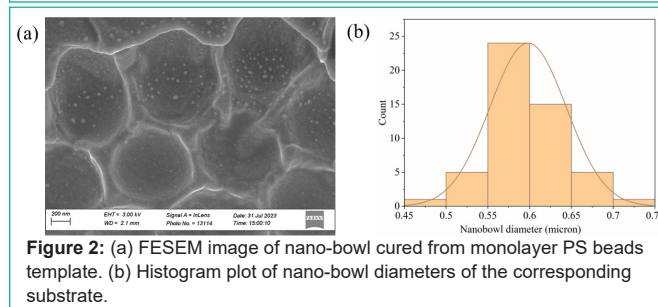 (a)
200 nm
EHT = 3.00 kV
WD = 2.1 mm
Signal A = InLens
Photo No. = 13114
Date: 31 Jul 2023
Time: 15:00:10
ZEISS
(b)
Count
25
20
15
10
5
0
0.45 0.5 0.55 0.6 0.65 0.7 0.7
Nanobowl diameter (micron)
Figure 2: (a) FESEM image of nano-bowl cured from monolayer PS beads
template. (b) Histogram plot of nano-bowl diameters of the corresponding
substrate.